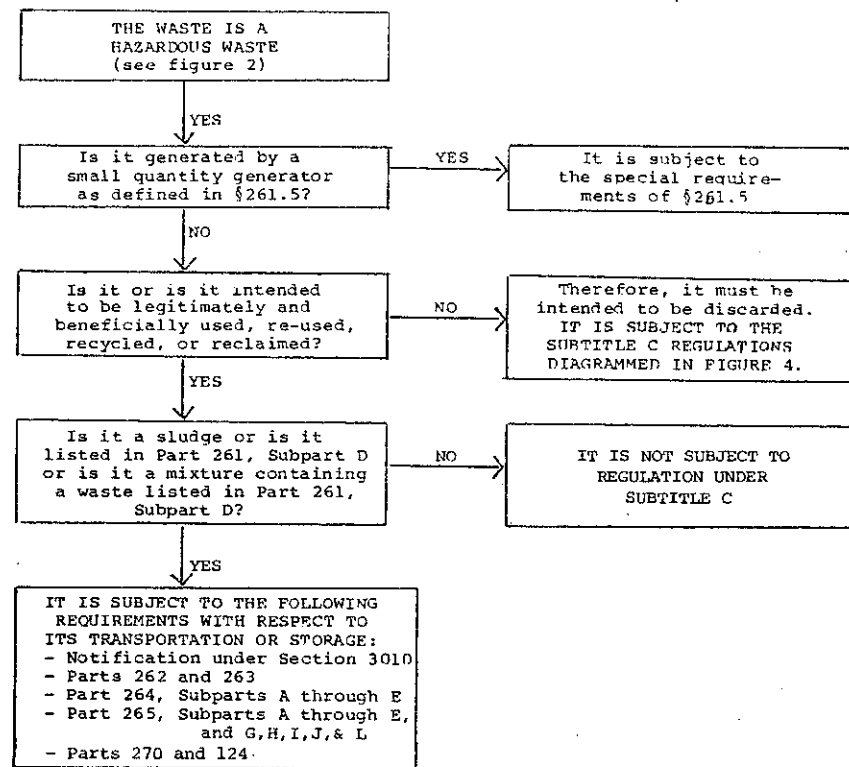 THE WASTE IS A
HAZARDOUS WASTE
(see figure 2)
YES
Is it generated by a
small quantity generator
as defined in §261.5?
YES
It is subject to
the special require-
ments of §261.5
NO
Is it or is it intended
to be legitimately and
beneficially used, re-used,
recycled, or reclaimed?
NO
Therefore, it must be
intended to be discarded.
IT IS SUBJECT TO THE
SUBTITLE C REGULATIONS
DIAGRAMMED IN FIGURE 4.
YES
Is it a sludge or is it
listed in Part 261, Subpart D
or is it a mixture containing
a waste listed in Part 261,
Subpart D?
NO
IT IS NOT SUBJECT TO
REGULATION UNDER
SUBTITLE C
YES
IT IS SUBJECT TO THE FOLLOWING
REQUIREMENTS WITH RESPECT TO
ITS TRANSPORTATION OR STORAGE:
- Notification under Section 3010
- Parts 262 and 263
- Part 264, Subparts A through E
- Part 265, Subparts A through E,
and G,H,I,J,& L
- Parts 270 and 124